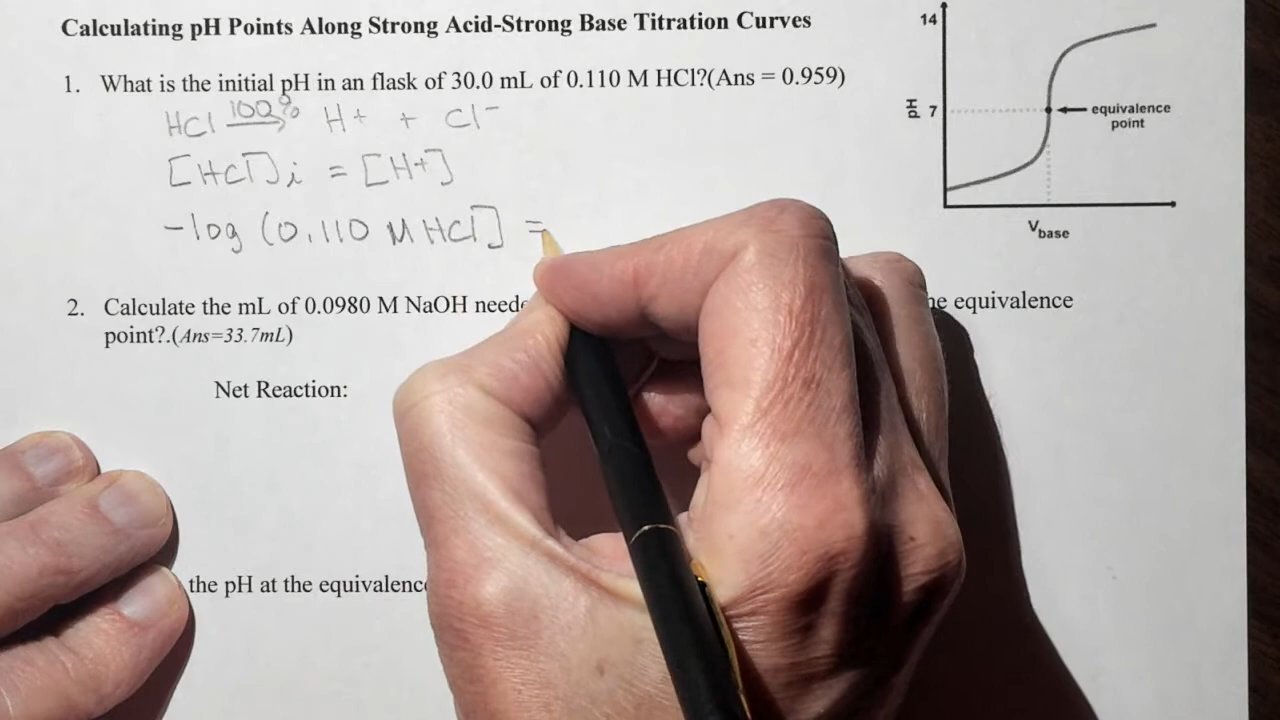 Calculating pH Points Along Strong Acid-Strong Base Titration Curves
1. What is the initial pH in an flask of 30.0 mL of 0.110 M HCl?(Ans = 0.959)
HCl 100% H+ + Cl-
[HCl]i = [H+]
-log (0.110 M HCl] =
2. Calculate the mL of 0.0980 M NaOH equivalence
point?.(Ans=33.7mL)
Net Reaction:
the pH at the
14
pH 7
equivalence
point
Vbase